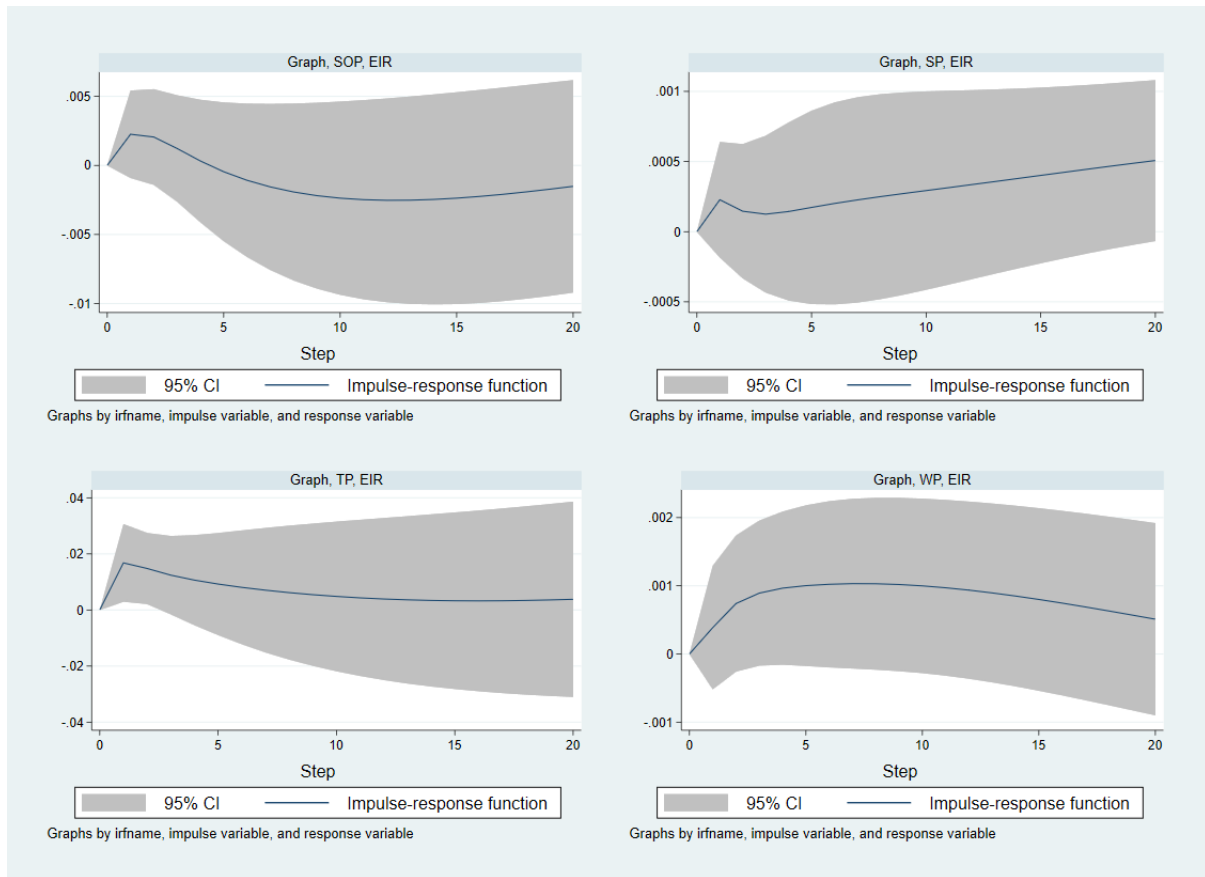 Graph, SOP, EIR
.005
0
-.005
-.01
0 5 10 15 20
Step
95% CI Impulse-response function
Graphs by irfname, impulse variable, and response variable
Graph, SP, EIR
.001
.0005
0
-.0005
0 5 10 15 20
Step
95% CI Impulse-response function
Graphs by irfname, impulse variable, and response variable
Graph, TP, EIR
.04
.02
0
-.02
-.04
0 5 10 15 20
Step
95% CI Impulse-response function
Graphs by irfname, impulse variable, and response variable
Graph, WP, EIR
.002
.001
0
-.001
0 5 10 15 20
Step
95% CI Impulse-response function
Graphs by irfname, impulse variable, and response variable